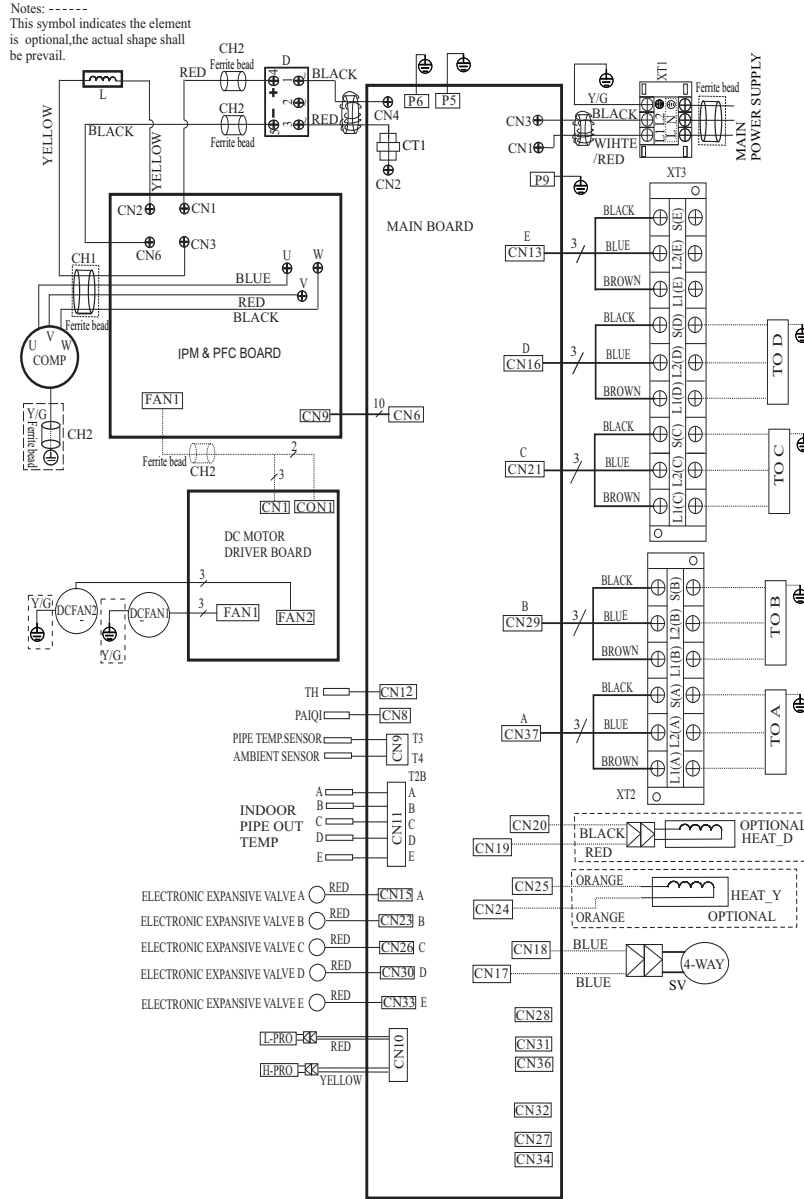 Notes: ------
This symbol indicates the element
is optional,the actual shape shall
be prevail.
L
YELLOW
BLACK
YELLOW
RED
CH2
Ferrite bead
CH2
Ferrite bead
D
4
+
1
2
-
5
3
~
~
BLACK
RED
CN4
CT1
CN2
P6
P5
MAIN BOARD
CN3
CN1
P9
Y/G
BLACK
WIHTE
/RED
XT1
Ferrite bead
MAIN
POWER SUPPLY
XT3
CN2
CN1
CN6
CN3
CH1
Ferrite bead
U
W
V
BLUE
RED
BLACK
V
U
W
COMP
IPM & PFC BOARD
Y/G
Ferrite bead
CH2
FAN1
CN9
10
CN6
Ferrite bead
CH2
2
3
CN1
CON1
DC MOTOR
DRIVER BOARD
3
3
FAN1
FAN2
Y/G
DCFAN2
DCFAN1
Y/G
E
CN13
3
BLACK
BLUE
BROWN
S(E)
L2(E)
L1(E)
D
CN16
3
BLACK
BLUE
BROWN
S(D)
L2(D)
L1(D)
TO D
C
CN21
3
BLACK
BLUE
BROWN
S(C)
L2(C)
L1(C)
TO C
B
CN29
3
BLACK
BLUE
BROWN
S(B)
L2(B)
L1(B)
TO B
A
CN37
3
BLACK
BLUE
BROWN
S(A)
L2(A)
L1(A)
TO A
XT2
TH
CN12
PAIQI
CN8
PIPE TEMP.SENSOR
AMBIENT SENSOR
CN9
T3
T4
T2B
INDOOR
PIPE OUT
TEMP
A
B
C
D
E
CN11
A
B
C
D
E
ELECTRONIC EXPANSIVE VALVE A
RED
CN15 A
ELECTRONIC EXPANSIVE VALVE B
RED
CN23 B
ELECTRONIC EXPANSIVE VALVE C
RED
CN26 C
ELECTRONIC EXPANSIVE VALVE D
RED
CN30 D
ELECTRONIC EXPANSIVE VALVE E
RED
CN33 E
L-PRO
RED
H-PRO
YELLOW
CN10
CN20
CN19
BLACK
RED
OPTIONAL
HEAT_D
CN25
CN24
ORANGE
ORANGE
HEAT_Y
OPTIONAL
CN18
CN17
BLUE
BLUE
4-WAY
SV
CN28
CN31
CN36
CN32
CN27
CN34